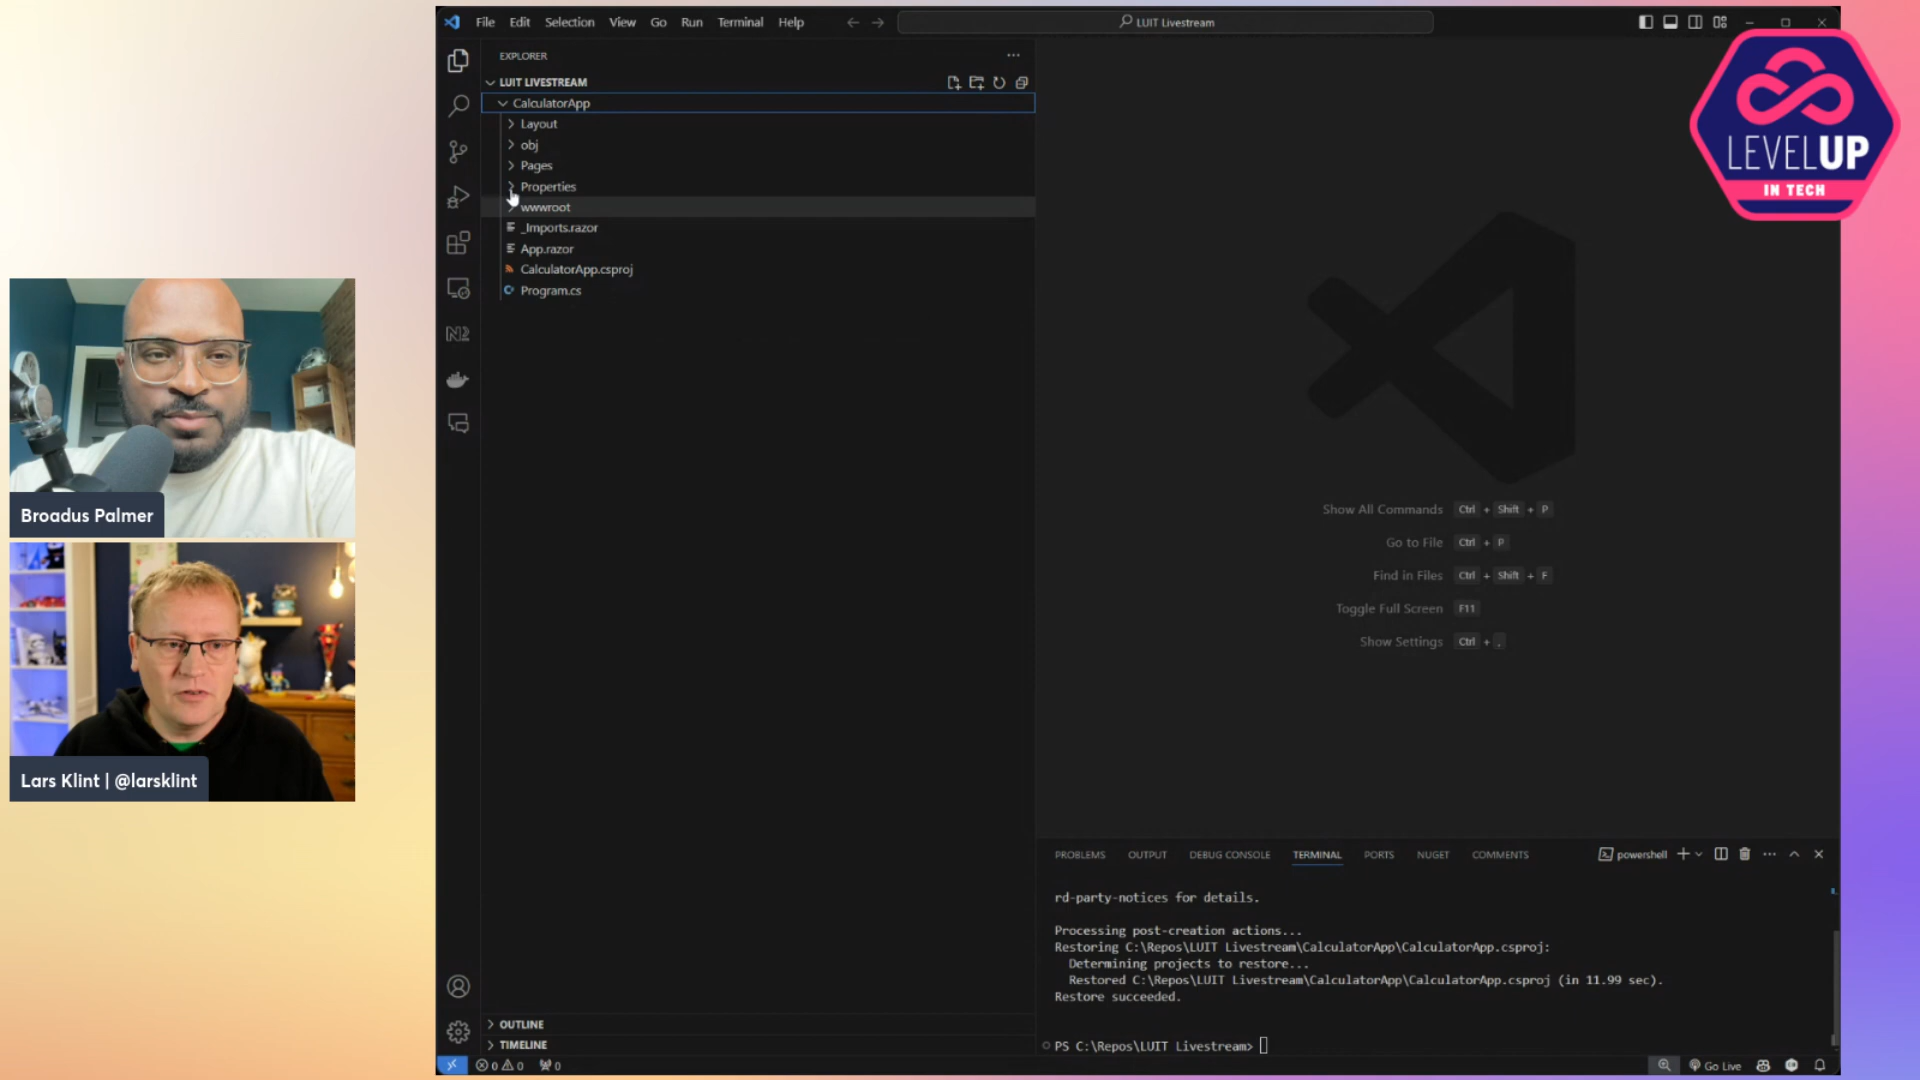 File Edit Selection View Go Run Terminal Help
LUIT Livestream
EXPLORER
LUIT LIVESTREAM
CalculatorApp
Layout
obj
Pages
Properties
wwwroot
_Imports.razor
App.razor
CalculatorApp.csproj
Program.cs
LEVELUP
IN TECH
Broadus Palmer
Lars Klint | @larsklint
Show All Commands Ctrl + Shift + P
Go to File Ctrl + P
Find in Files Ctrl + Shift + F
Toggle Full Screen F11
Show Settings Ctrl + ,
PROBLEMS OUTPUT DEBUG CONSOLE TERMINAL PORTS NUGET COMMENTS
powershell
rd-party-notices for details.
Processing post-creation actions...
Restoring C:\Repos\LUIT Livestream\CalculatorApp\CalculatorApp.csproj:
Determining projects to restore...
Restored C:\Repos\LUIT Livestream\CalculatorApp\CalculatorApp.csproj (in 11.99 sec).
Restore succeeded.
PS C:\Repos\LUIT Livestream>
OUTLINE
TIMELINE
0 0 0
Go Live